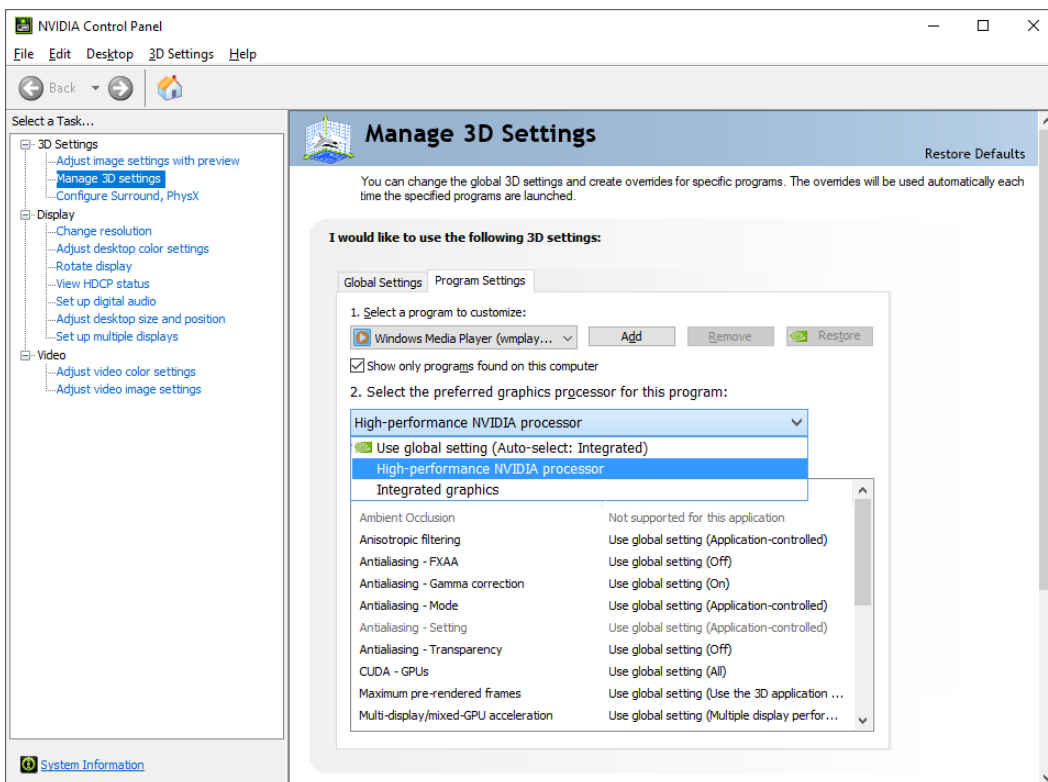 NVIDIA Control Panel
File Edit Desktop 3D Settings Help
Back
Select a Task...
3D Settings
Adjust image settings with preview
Manage 3D settings
Configure Surround, PhysX
Display
Change resolution
Adjust desktop color settings
Rotate display
View HDCP status
Set up digital audio
Adjust desktop size and position
Set up multiple displays
Video
Adjust video color settings
Adjust video image settings
System Information
Manage 3D Settings
Restore Defaults
You can change the global 3D settings and create overrides for specific programs. The overrides will be used automatically each
time the specified programs are launched.
I would like to use the following 3D settings:
Global Settings Program Settings
1. Select a program to customize:
Windows Media Player (wmplay... Add Remove Restore
Show only programs found on this computer
2. Select the preferred graphics processor for this program:
High-performance NVIDIA processor
Use global setting (Auto-select: Integrated)
High-performance NVIDIA processor
Integrated graphics
Ambient Occlusion Not supported for this application
Anisotropic filtering Use global setting (Application-controlled)
Antialiasing - FXAA Use global setting (Off)
Antialiasing - Gamma correction Use global setting (On)
Antialiasing - Mode Use global setting (Application-controlled)
Antialiasing - Setting Use global setting (Application-controlled)
Antialiasing - Transparency Use global setting (Off)
CUDA - GPUs Use global setting (All)
Maximum pre-rendered frames Use global setting (Use the 3D application ...
Multi-display/mixed-GPU acceleration Use global setting (Multiple display perfor...